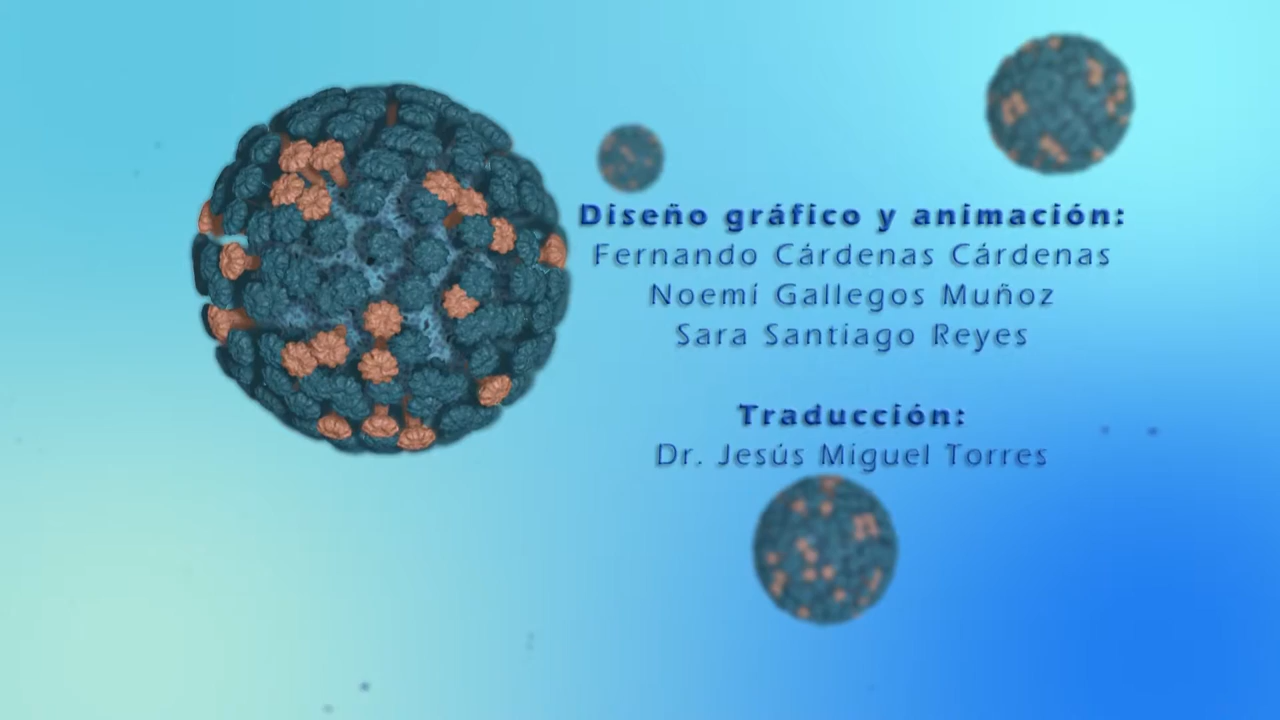 Diseño gráfico y animación:
Fernando Cárdenas Cárdenas
Noemí Gallegos Muñoz
Sara Santiago Reyes
Traducción:
Dr. Jesús Miguel Torres